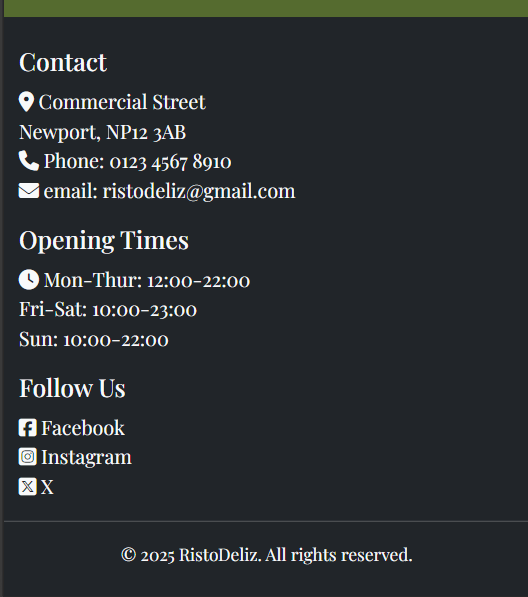 Contact
Commercial Street
Newport, NP12 3AB
Phone: 0123 4567 8910
email: ristodeliz@gmail.com
Opening Times
Mon-Thur: 12:00-22:00
Fri-Sat: 10:00-23:00
Sun: 10:00-22:00
Follow Us
Facebook
Instagram
X
© 2025 RistoDeliz. All rights reserved.